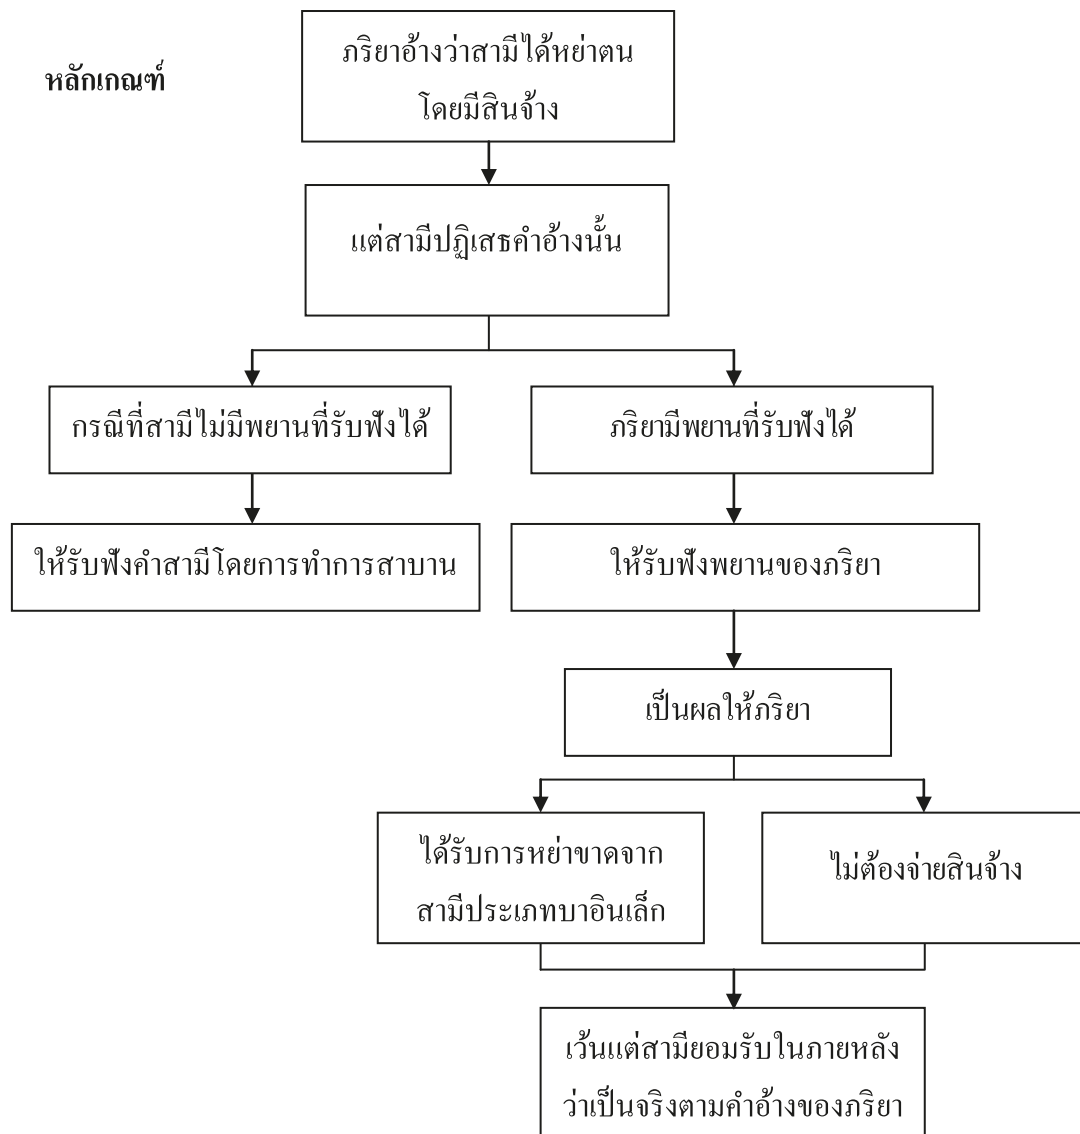 หลักเกณฑ์
ภริยาอ้างว่าสามีได้หย่าตน
โดยมีสินจ้าง
แต่สามีปฏิเสธคำอ้างนั้น
กรณีที่สามีไม่มีพยานที่รับฟังได้
ภริยามีพยานที่รับฟังได้
ให้รับฟังคำสามีโดยการทำการสาบาน
ให้รับฟังพยานของภริยา
เป็นผลให้ภริยา
ได้รับการหย่าขาดจาก
สามีประเภทบาอินเล็ก
ไม่ต้องจ่ายสินจ้าง
เว้นแต่สามียอมรับในภายหลัง
ว่าเป็นจริงตามคำอ้างของภริยา